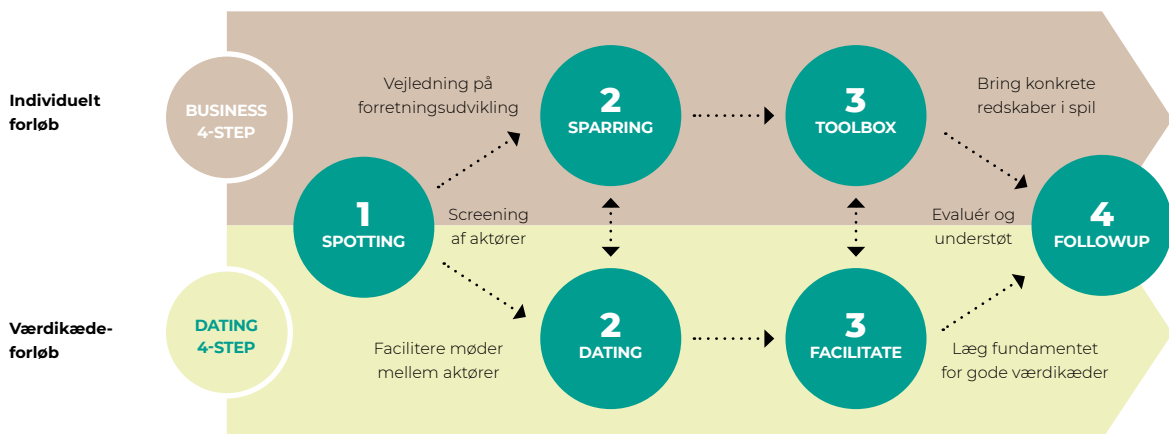 Individuelt
forløb
BUSINESS
4-STEP
Vejledning på
forretningsudvikling
2
SPARRING
3
TOOLBOX
Bring konkrete
redskaber i spil
1
SPOTTING
Screening
af aktører
Evaluér og
understøt
4
FOLLOWUP
Værdikæde-
forløb
DATING
4-STEP
Facilitere møder
mellem aktører
2
DATING
3
FACILITATE
Læg fundamentet
for gode værdikæder